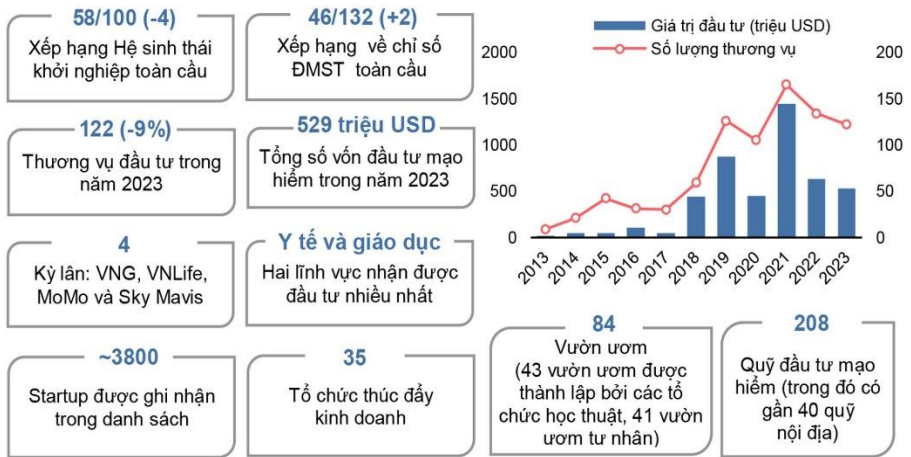 58/100 (-4)
Xếp hạng Hệ sinh thái
khởi nghiệp toàn cầu
46/132 (+2)
Xếp hạng về chỉ số
ĐMST toàn cầu
122 (-9%)
Thương vụ đầu tư trong
năm 2023
529 triệu USD
Tổng số vốn đầu tư mạo
hiểm trong năm 2023
4
Kỳ lân: VNG, VNLife,
MoMo và Sky Mavis
Y tế và giáo dục
Hai lĩnh vực nhận được
đầu tư nhiều nhất
~3800
Startup được ghi nhận
trong danh sách
35
Tổ chức thúc đẩy
kinh doanh
Giá trị đầu tư (triệu USD)
Số lượng thương vụ
2000
1500
1000
500
0
200
150
100
50
0
2013
2014
2015
2016
2017
2018
2019
2020
2021
2022
2023
84
Vườn ươm
(43 vườn ươm được
thành lập bởi các tổ
chức học thuật, 41 vườn
ươm tư nhân)
208
Quỹ đầu tư mạo
hiểm (trong đó có
gần 40 quỹ
nội địa)